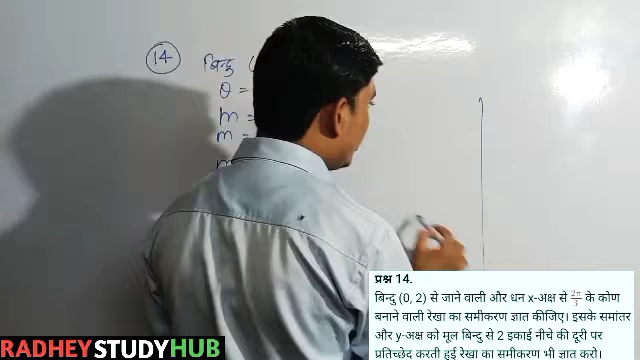 14 बिन्दु (
θ =
m =
m =
m
प्रश्न 14.
बिन्दु (0, 2) से जाने वाली और धन x-अक्ष से 2π/3 के कोण
बनाने वाली रेखा का समीकरण ज्ञात कीजिए। इसके समांतर
और y-अक्ष को मूल बिन्दु से 2 इकाई नीचे की दूरी पर
प्रतिच्छेद करती हुई रेखा का समीकरण भी ज्ञात करो।
RADHEYSTUDYHUB